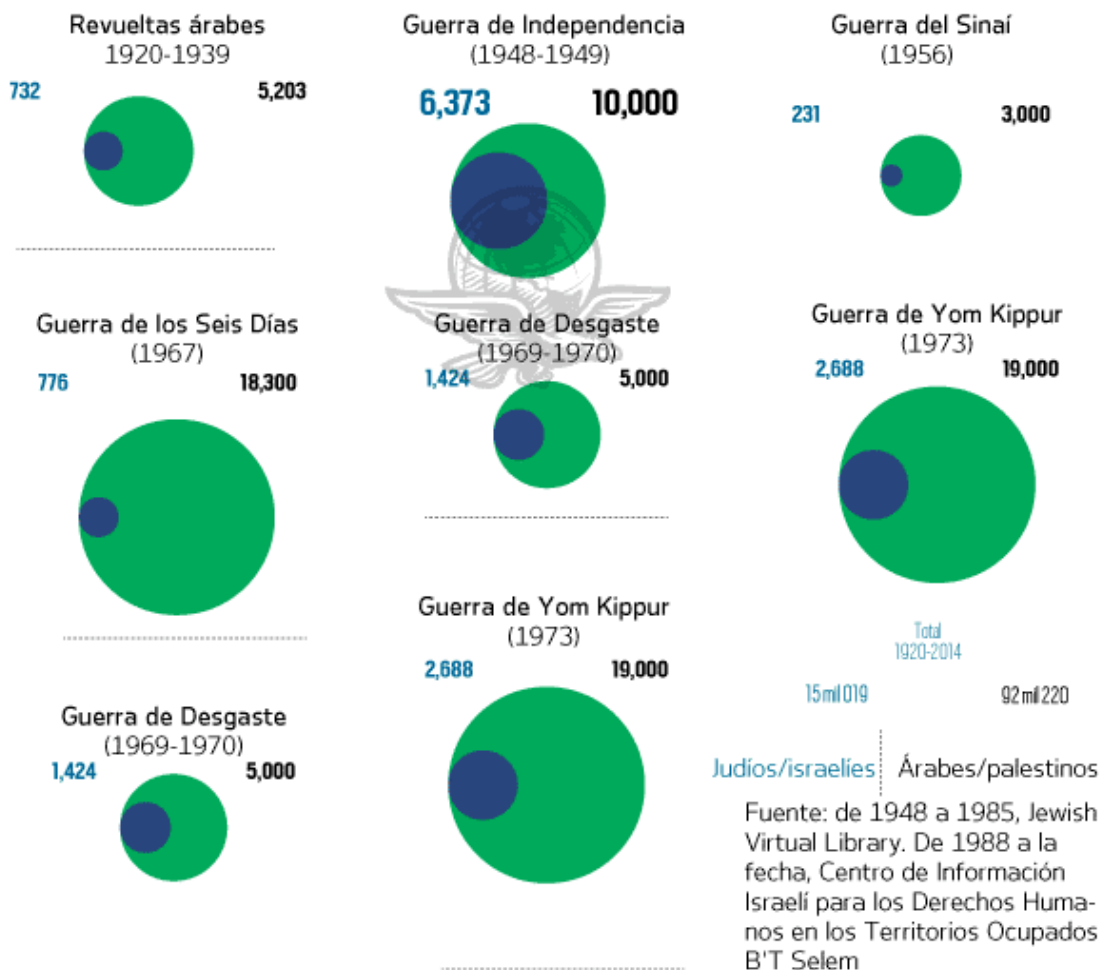 Revueltas árabes
1920-1939
732 5,203
Guerra de Independencia
(1948-1949)
6,373 10,000
Guerra del Sinaí
(1956)
231 3,000
Guerra de los Seis Días
(1967)
776 18,300
Guerra de Desgaste
(1969-1970)
1,424 5,000
Guerra de Yom Kippur
(1973)
2,688 19,000
Guerra de Desgaste
(1969-1970)
1,424 5,000
Guerra de Yom Kippur
(1973)
2,688 19,000
Total
1920-2014
15 mil 019 92 mil 220
Judíos/israelíes Árabes/palestinos
Fuente: de 1948 a 1985, Jewish
Virtual Library. De 1988 a la
fecha, Centro de Información
Israelí para los Derechos Huma-
nos en los Territorios Ocupados
B'T Selem